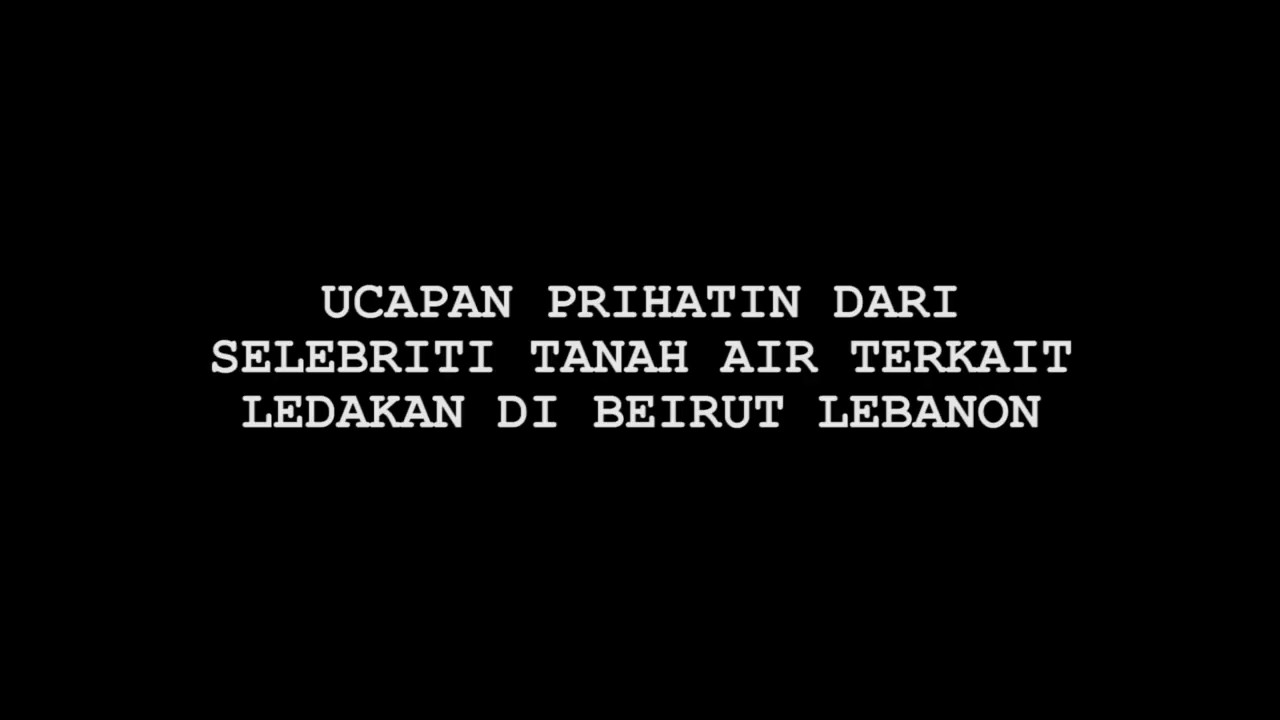 UCAPAN PRIHATIN DARI
SELEBRITI TANAH AIR TERKAIT
LEDAKAN DI BEIRUT LEBANON